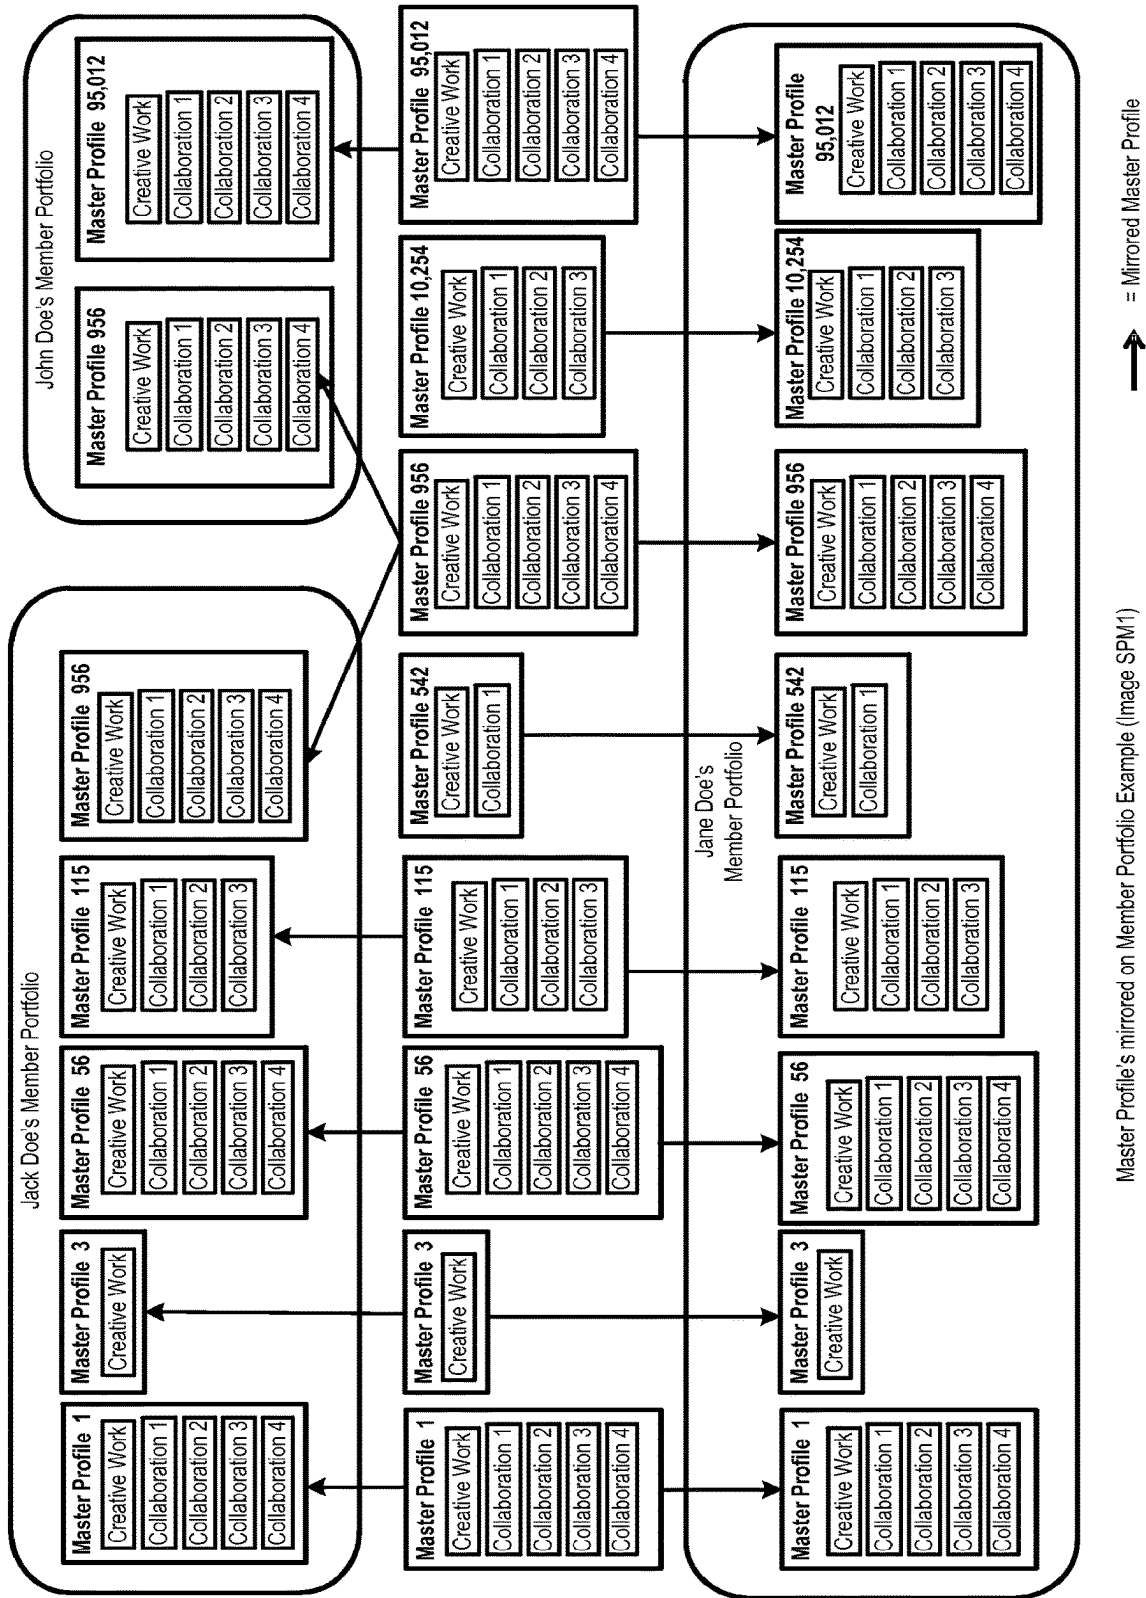 Jack Doe's Member Portfolio
Master Profile 1
Creative Work
Collaboration 1
Collaboration 2
Collaboration 3
Collaboration 4
Master Profile 3
Creative Work
Master Profile 56
Creative Work
Collaboration 1
Collaboration 2
Collaboration 3
Collaboration 4
Master Profile 115
Creative Work
Collaboration 1
Collaboration 2
Collaboration 3
Master Profile 956
Creative Work
Collaboration 1
Collaboration 2
Collaboration 3
Collaboration 4
John Doe's Member Portfolio
Master Profile 956
Creative Work
Collaboration 1
Collaboration 2
Collaboration 3
Collaboration 4
Master Profile 95,012
Creative Work
Collaboration 1
Collaboration 2
Collaboration 3
Collaboration 4
Master Profile 1
Creative Work
Collaboration 1
Collaboration 2
Collaboration 3
Collaboration 4
Master Profile 3
Creative Work
Master Profile 56
Creative Work
Collaboration 1
Collaboration 2
Collaboration 3
Collaboration 4
Master Profile 115
Creative Work
Collaboration 1
Collaboration 2
Collaboration 3
Master Profile 542
Creative Work
Collaboration 1
Master Profile 956
Creative Work
Collaboration 1
Collaboration 2
Collaboration 3
Collaboration 4
Master Profile 10,254
Creative Work
Collaboration 1
Collaboration 2
Collaboration 3
Master Profile 95,012
Creative Work
Collaboration 1
Collaboration 2
Collaboration 3
Collaboration 4
Jane Doe's
Member Portfolio
Master Profile 1
Creative Work
Collaboration 1
Collaboration 2
Collaboration 3
Collaboration 4
Master Profile 3
Creative Work
Master Profile 56
Creative Work
Collaboration 1
Collaboration 2
Collaboration 3
Collaboration 4
Master Profile 115
Creative Work
Collaboration 1
Collaboration 2
Collaboration 3
Master Profile 542
Creative Work
Collaboration 1
Master Profile 956
Creative Work
Collaboration 1
Collaboration 2
Collaboration 3
Collaboration 4
Master Profile 10,254
Creative Work
Collaboration 1
Collaboration 2
Collaboration 3
Master Profile
95,012
Creative Work
Collaboration 1
Collaboration 2
Collaboration 3
Collaboration 4
Master Profile's mirrored on Member Portfolio Example (Image SPM1)
= Mirrored Master Profile